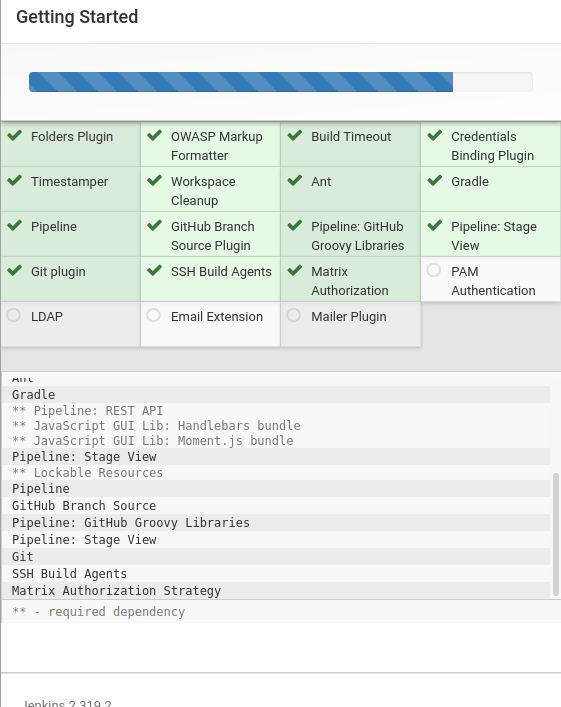 Getting Started
Folders Plugin
OWASP Markup
Formatter
Build Timeout
Credentials
Binding Plugin
Timestamper
Workspace
Cleanup
Ant
Gradle
Pipeline
GitHub Branch
Source Plugin
Pipeline: GitHub
Groovy Libraries
Pipeline: Stage
View
Git plugin
SSH Build Agents
Matrix
Authorization
PAM
Authentication
LDAP
Email Extension
Mailer Plugin
Ant
Gradle
** Pipeline: REST API
** JavaScript GUI Lib: Handlebars bundle
** JavaScript GUI Lib: Moment.js bundle
Pipeline: Stage View
** Lockable Resources
Pipeline
GitHub Branch Source
Pipeline: GitHub Groovy Libraries
Pipeline: Stage View
Git
SSH Build Agents
Matrix Authorization Strategy
** - required dependency
Jenkins 2.319.2